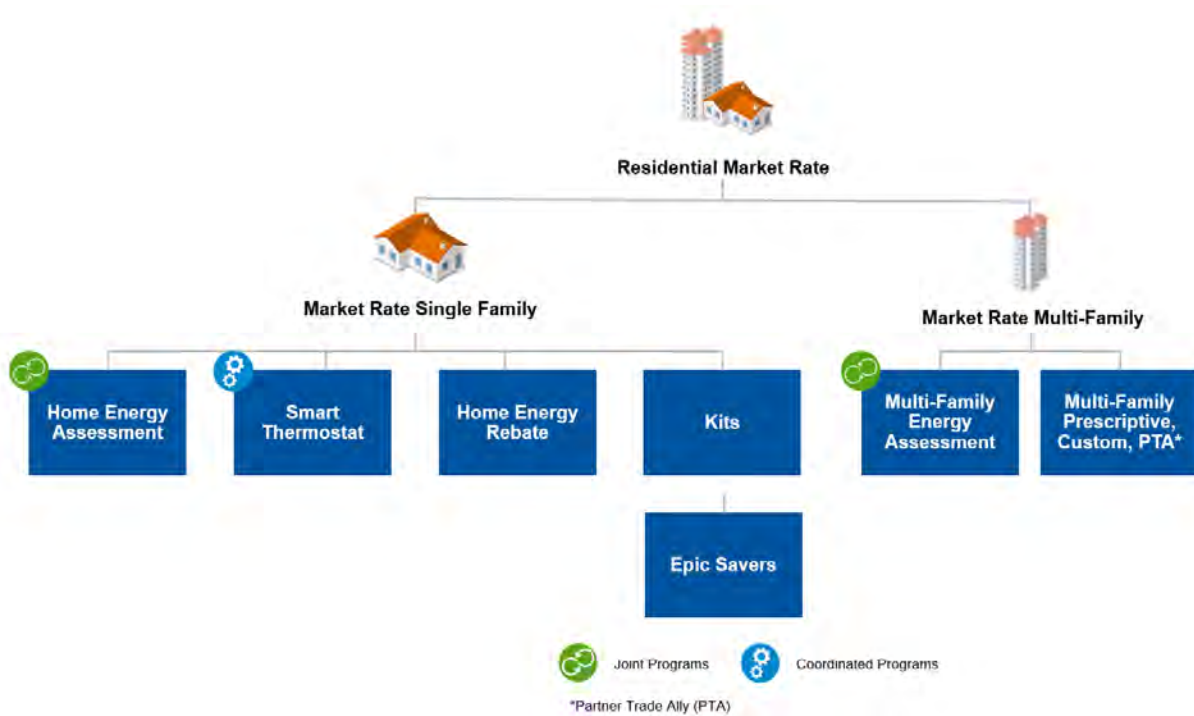 Residential Market Rate
Market Rate Single Family
Market Rate Multi-Family
Home Energy
Assessment
Smart
Thermostat
Home Energy
Rebate
Kits
Multi-Family
Energy
Assessment
Multi-Family
Prescriptive,
Custom, PTA*
Epic Savers
Joint Programs
Coordinated Programs
*Partner Trade Ally (PTA)